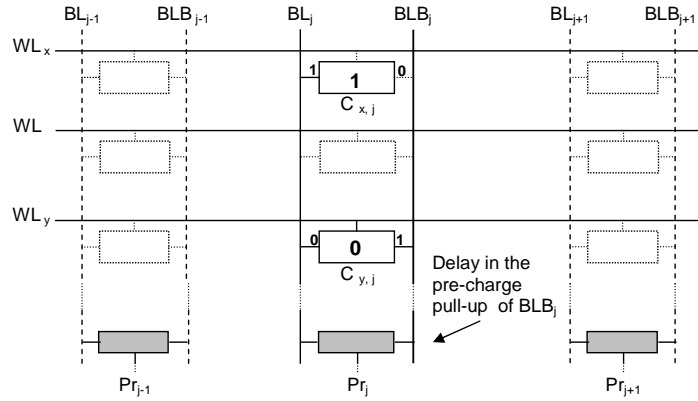 BLj-1 BLBj-1 BLj BLBj BLj+1 BLBj+1
WLx
1 1 0
Cx, j
WL
WLy
0 0 1
Cy, j
Delay in the
pre-charge
pull-up of BLBj
Prj-1 Prj Prj+1